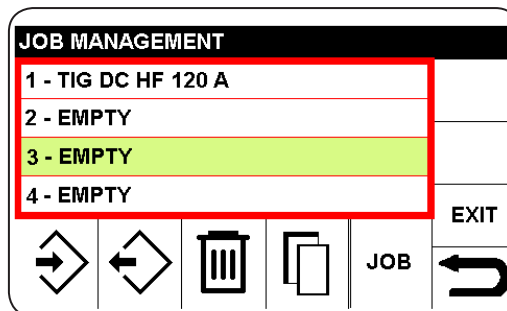 JOB MANAGEMENT
1 - TIG DC HF 120 A
2 - EMPTY
3 - EMPTY
4 - EMPTY
EXIT
JOB